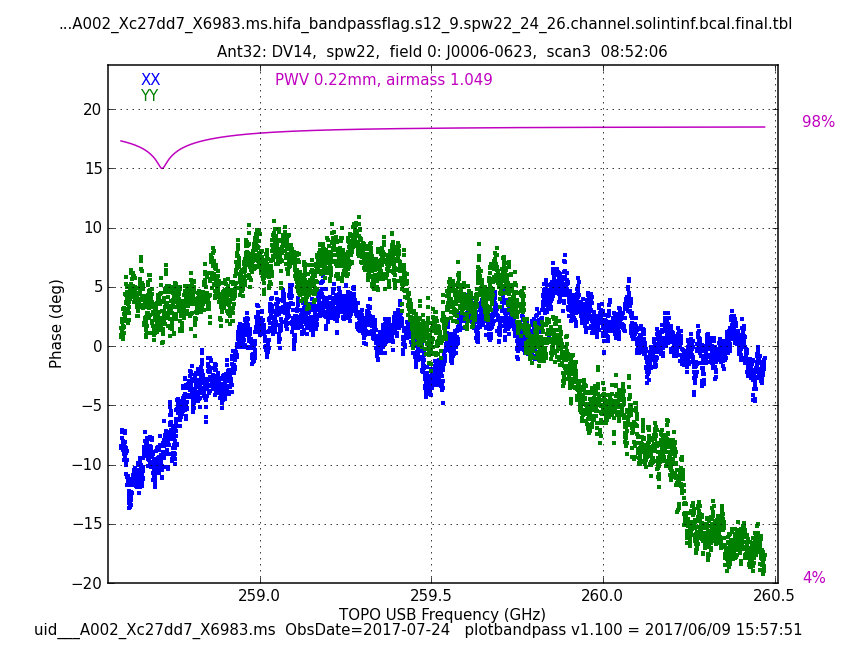 ...A002_Xc27dd7_X6983.ms.hifa_bandpassflag.s12_9.spw22_24_26.channel.solintinf.bcal.final.tbl
Ant32: DV14,  spw22,  field 0: J0006-0623,  scan3  08:52:06
XX
PWV 0.22mm, airmass 1.049
YY
98%
4%
Phase (deg)
20
15
10
5
0
−5
−10
−15
−20
259.0
259.5
260.0
260.5
TOPO USB Frequency (GHz)
uid___A002_Xc27dd7_X6983.ms  ObsDate=2017-07-24   plotbandpass v1.100 = 2017/06/09 15:57:51